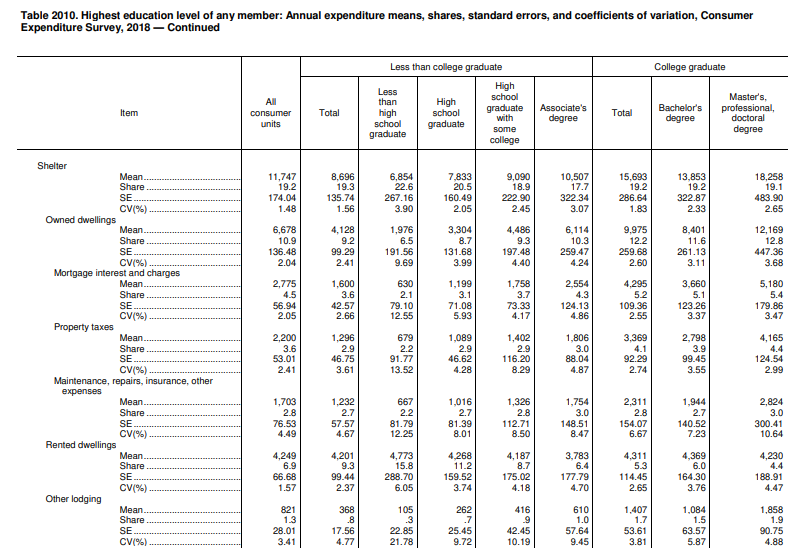 Table 2010. Highest education level of any member: Annual expenditure means, shares, standard errors, and coefficients of variation, Consumer
Expenditure Survey, 2018 — Continued
Less than college graduate College graduate
Item All consumer units Total Less than high school graduate High school graduate High school graduate with some college Associate's degree Total Bachelor's degree Master's, professional, doctoral degree
Shelter
Mean 11,747 8,696 6,854 7,833 9,090 10,507 15,693 13,853 18,258
Share 19.2 19.3 22.6 20.5 18.9 17.7 19.2 19.2 19.1
SE 174.04 135.74 267.16 160.49 222.90 322.34 286.64 322.87 483.90
CV(%) 1.48 1.56 3.90 2.05 2.45 3.07 1.83 2.33 2.65
Owned dwellings
Mean 6,678 4,128 1,976 3,304 4,486 6,114 9,975 8,401 12,169
Share 10.9 9.2 6.5 8.7 9.3 10.3 12.2 11.6 12.8
SE 136.48 99.29 191.56 131.68 197.48 259.47 259.68 261.13 447.36
CV(%) 2.04 2.41 9.69 3.99 4.40 4.24 2.60 3.11 3.68
Mortgage interest and charges
Mean 2,775 1,600 630 1,199 1,758 2,554 4,295 3,660 5,180
Share 4.5 3.6 2.1 3.1 3.7 4.3 5.2 5.1 5.4
SE 56.94 42.57 79.10 71.08 73.33 124.13 109.36 123.26 179.86
CV(%) 2.05 2.66 12.55 5.93 4.17 4.86 2.55 3.37 3.47
Property taxes
Mean 2,200 1,296 679 1,089 1,402 1,806 3,369 2,798 4,165
Share 3.6 2.9 2.2 2.9 2.9 3.0 4.1 3.9 4.4
SE 53.01 46.75 91.77 46.62 116.20 88.04 92.29 99.45 124.54
CV(%) 2.41 3.61 13.52 4.28 8.29 4.87 2.74 3.55 2.99
Maintenance, repairs, insurance, other
expenses
Mean 1,703 1,232 667 1,016 1,326 1,754 2,311 1,944 2,824
Share 2.8 2.7 2.2 2.7 2.8 3.0 2.8 2.7 3.0
SE 76.53 57.57 81.79 81.39 112.71 148.51 154.07 140.52 300.41
CV(%) 4.49 4.67 12.25 8.01 8.50 8.47 6.67 7.23 10.64
Rented dwellings
Mean 4,249 4,201 4,773 4,268 4,187 3,783 4,311 4,369 4,230
Share 6.9 9.3 15.8 11.2 8.7 6.4 5.3 6.0 4.4
SE 66.68 99.44 288.70 159.52 175.02 177.79 114.45 164.30 188.91
CV(%) 1.57 2.37 6.05 3.74 4.18 4.70 2.65 3.76 4.47
Other lodging
Mean 821 368 105 262 416 610 1,407 1,084 1,858
Share 1.3 .8 .3 .7 .9 1.0 1.7 1.5 1.9
SE 28.01 17.56 22.85 25.45 42.45 57.64 53.61 63.87 90.75
CV(%) 3.41 4.77 21.78 9.72 10.19 9.45 3.81 5.87 4.88